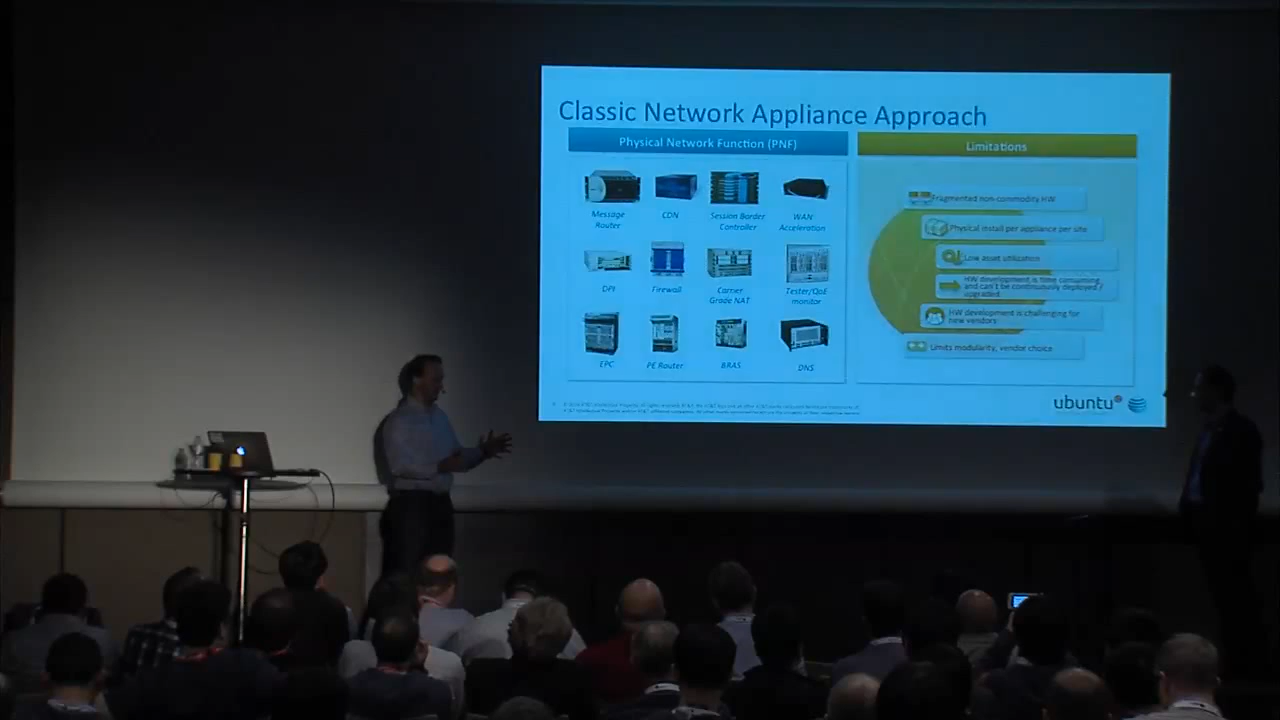 Classic Network Appliance Approach
Physical Network Function (PNF)
Limitations
Message
Router
CDN
Session Border
Controller
WAN
Acceleration
DPI
Firewall
Carrier
Grade NAT
Tester/QoE
monitor
EPC
PE Router
BRAS
DNS
Fragmented non-commodity HW
Physical install per appliance per site
Low asset utilization
HW development is time consuming
and can't be continuously deployed /
upgraded
HW development is challenging for
new vendors
Limits modularity, vendor choice
ubuntu